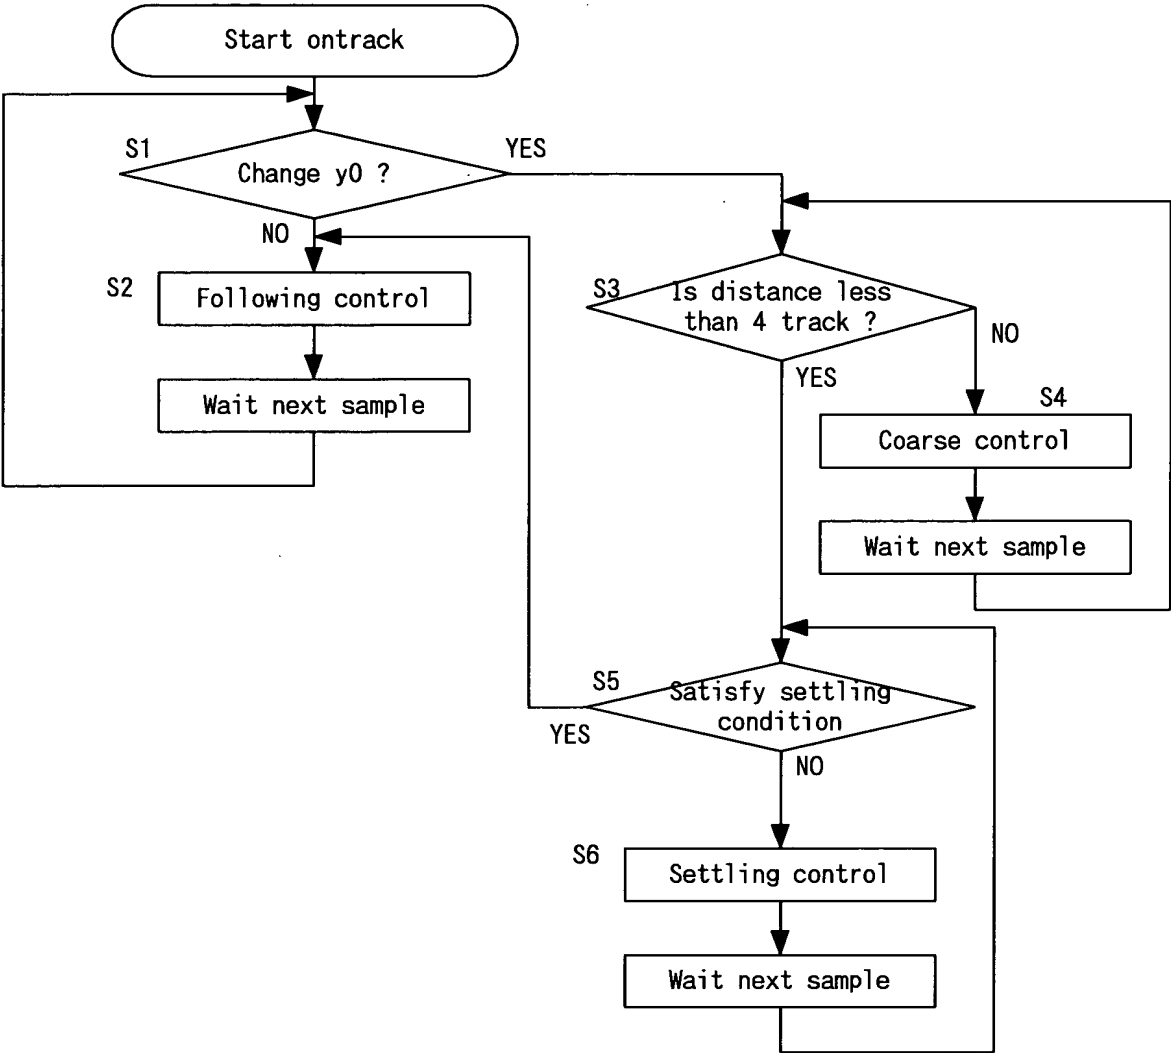 Start ontrack
S1
Change y0 ?
YES
NO
S2
Following control
Wait next sample
S3
Is distance less
than 4 track ?
NO
YES
S4
Coarse control
Wait next sample
S5
Satisfy settling
condition
YES
NO
S6
Settling control
Wait next sample